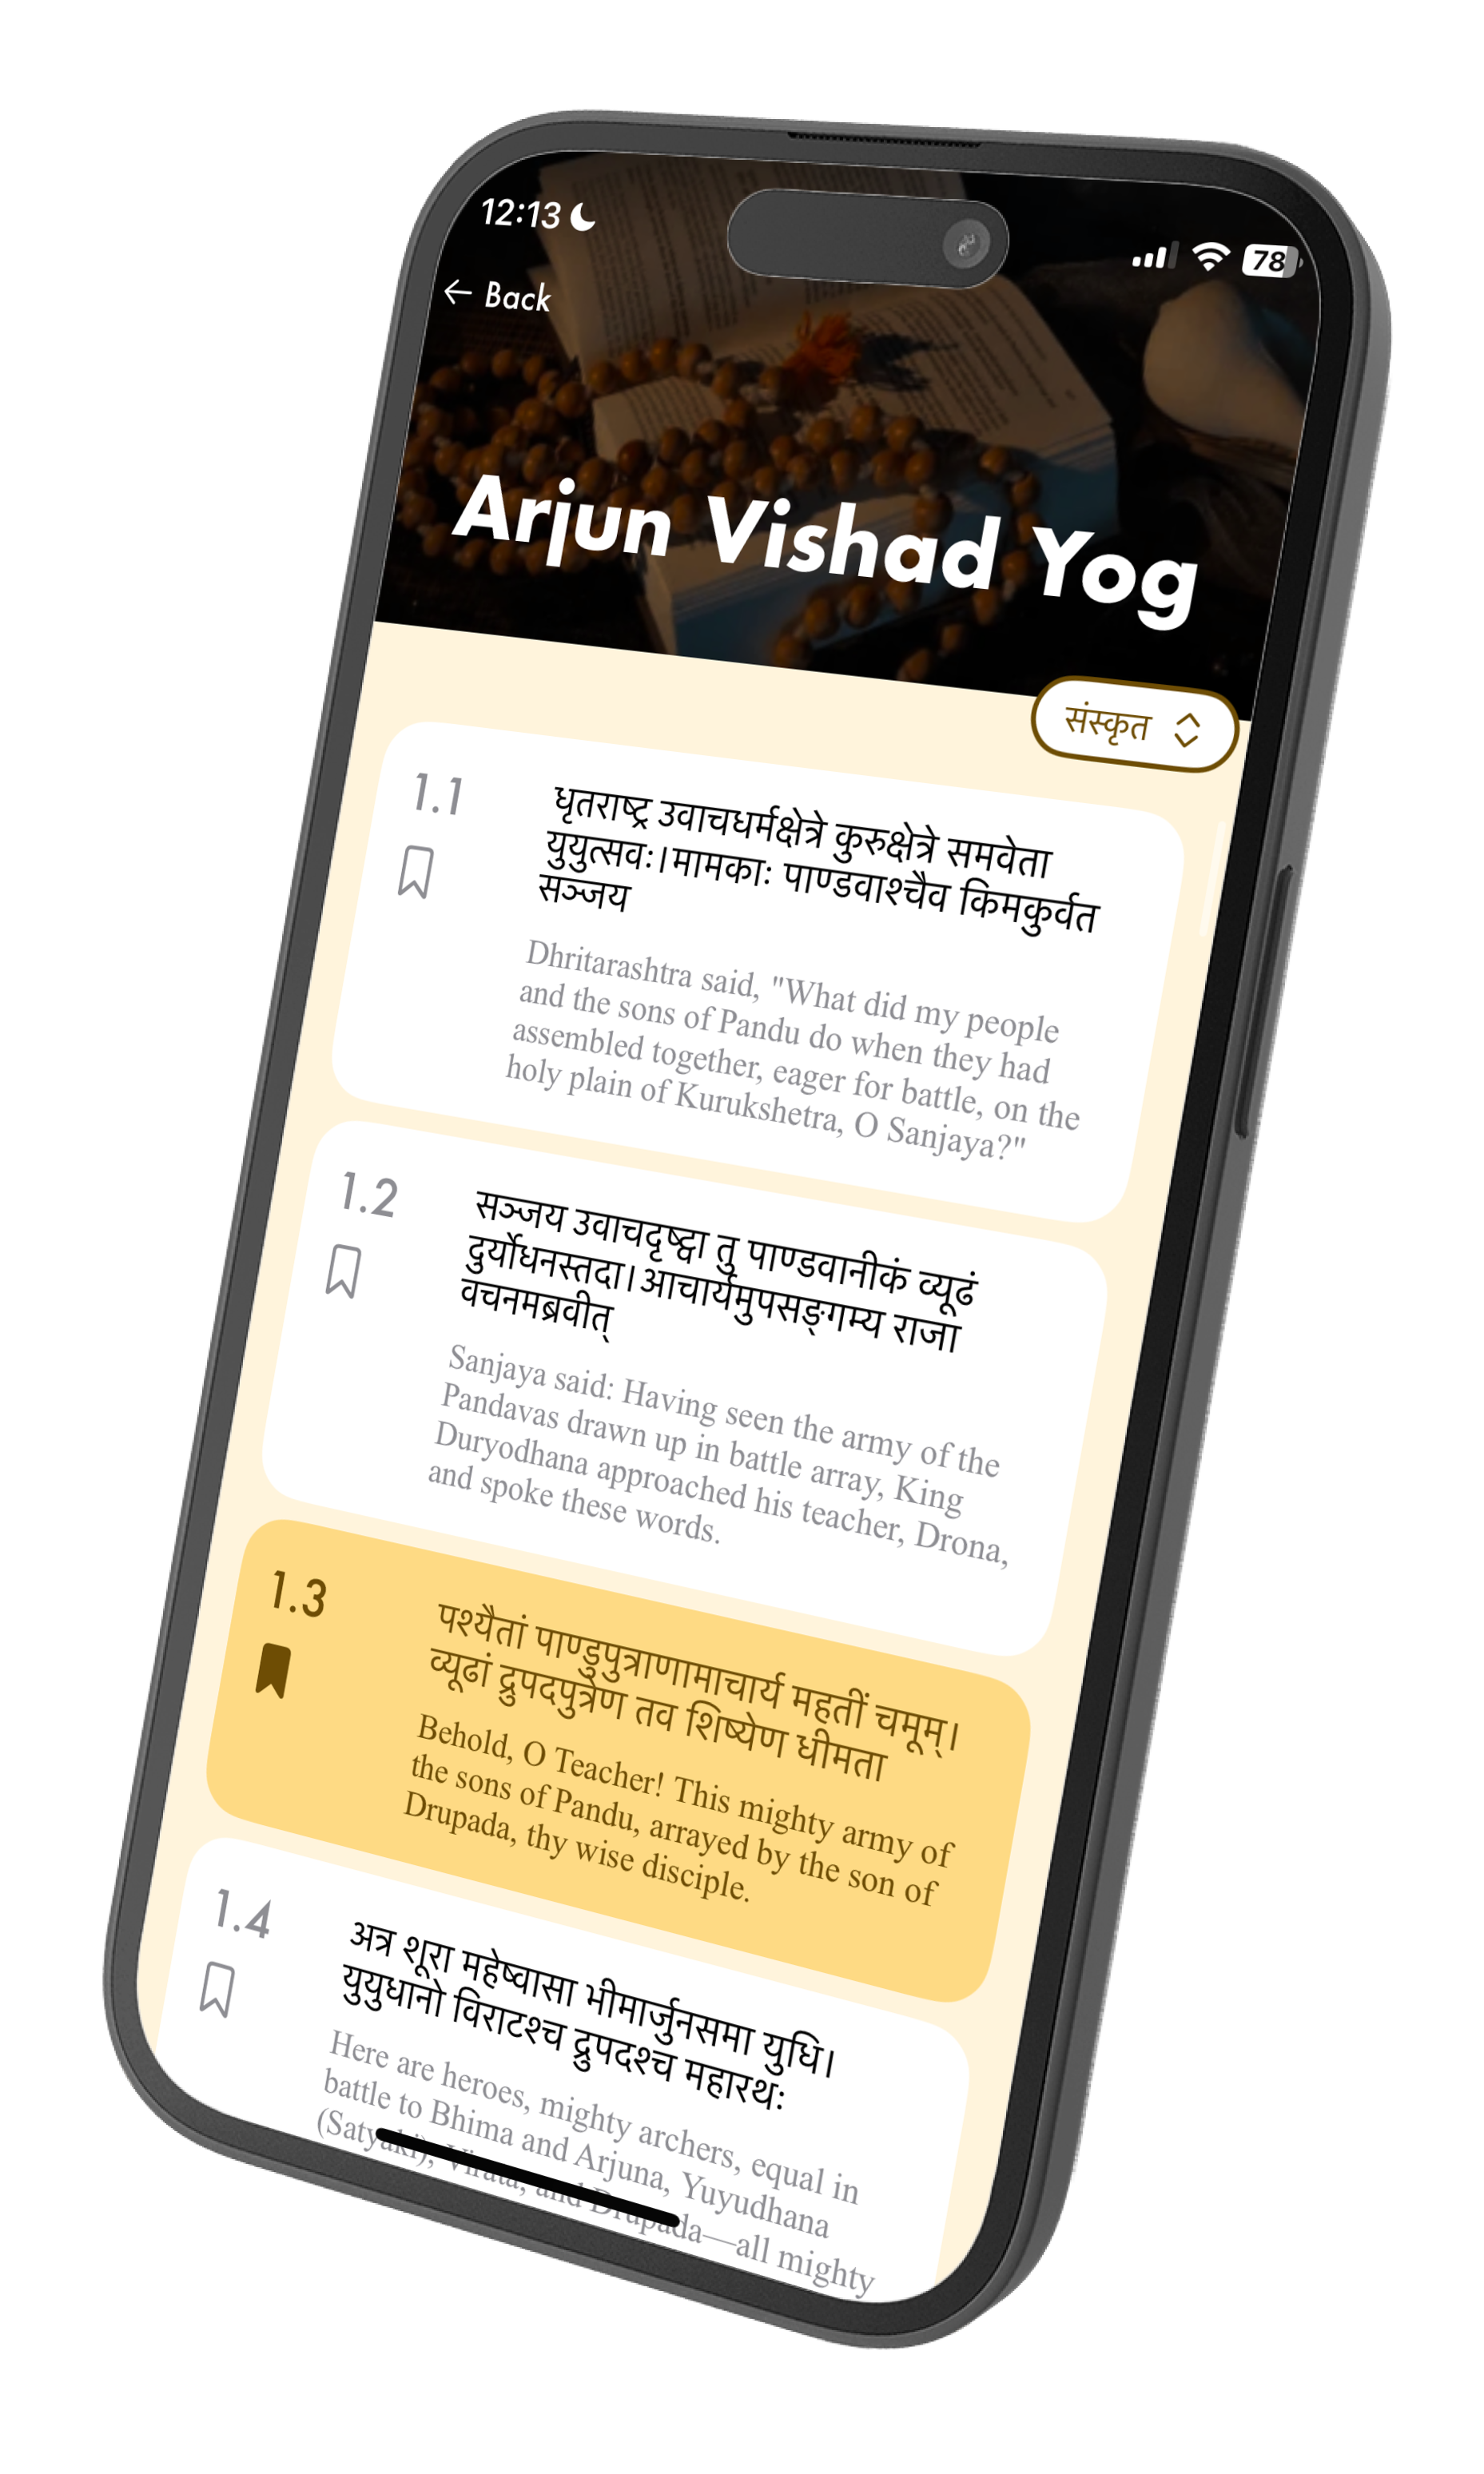 12:13
78
← Back
Arjun Vishad Yog
संस्कृत
1.1
धृतराष्ट्र उवाचधर्मक्षेत्रे कुरुक्षेत्रे समवेता
युयुत्सवः।मामकाः पाण्डवाश्चैव किमकुर्वत
सञ्जय
Dhritarashtra said, "What did my people
and the sons of Pandu do when they had
assembled together, eager for battle, on the
holy plain of Kurukshetra, O Sanjaya?"
1.2
सञ्जय उवाचदृष्ट्वा तु पाण्डवानीकं व्यूढं
दुर्योधनस्तदा।आचार्यमुपसङ्गम्य राजा
वचनमब्रवीत्
Sanjaya said: Having seen the army of the
Pandavas drawn up in battle array, King
Duryodhana approached his teacher, Drona,
and spoke these words.
1.3
पश्यैतां पाण्डुपुत्राणामाचार्य महतीं चमूम्।
व्यूढां द्रुपदपुत्रेण तव शिष्येण धीमता
Behold, O Teacher! This mighty army of
the sons of Pandu, arrayed by the son of
Drupada, thy wise disciple.
1.4
अत्र शूरा महेष्वासा भीमार्जुनसमा युधि।
युयुधानो विराटश्च द्रुपदश्च महारथः
Here are heroes, mighty archers, equal in
battle to Bhima and Arjuna, Yuyudhana
(Satyaki), Virata, and Drupada—all mighty